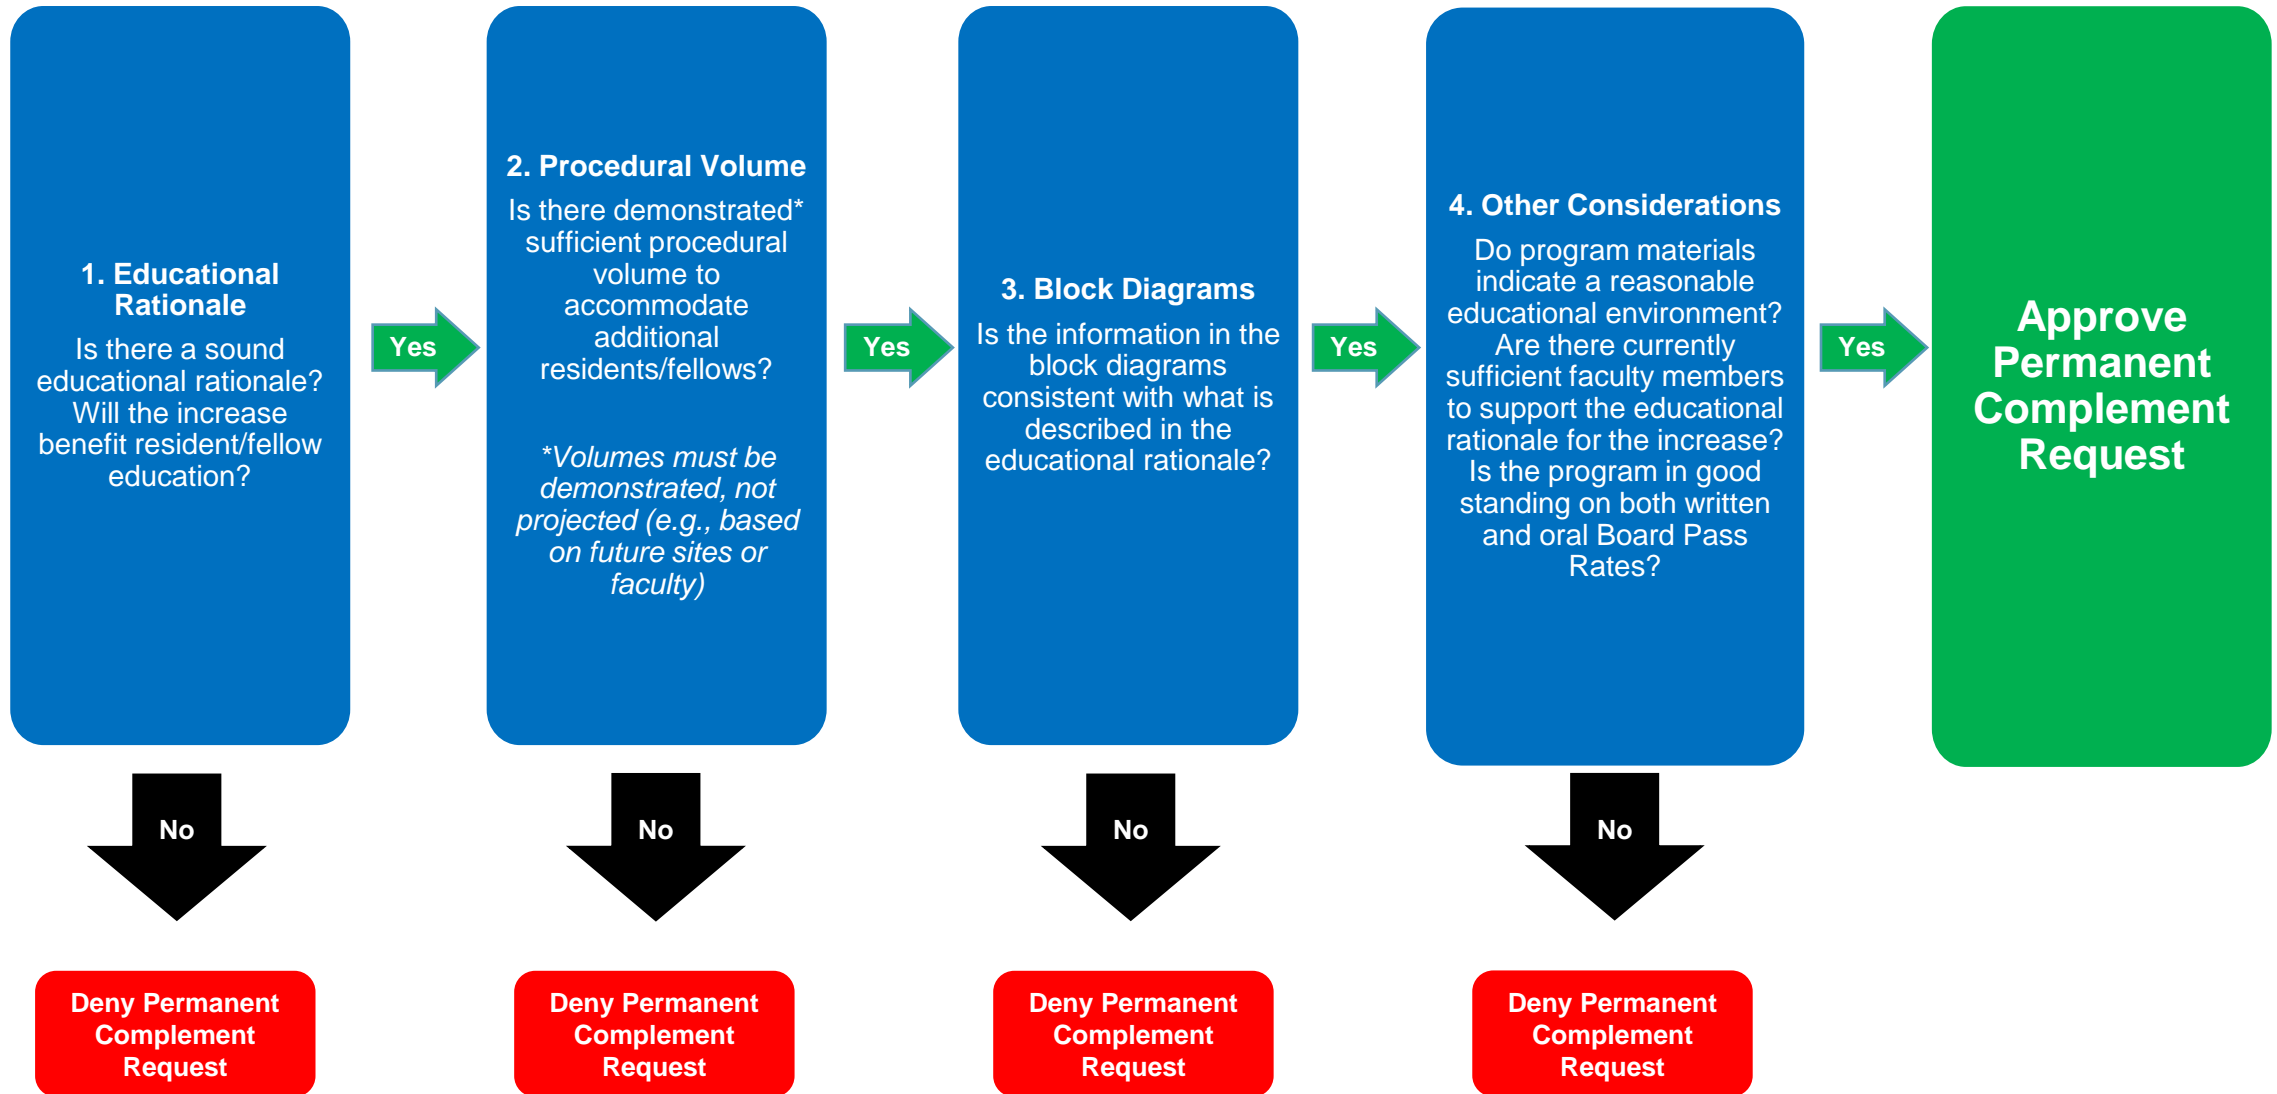 1. Educational
Rationale
Is there a sound
educational rationale?
Will the increase
benefit resident/fellow
education?
Yes
2. Procedural Volume
Is there demonstrated*
sufficient procedural
volume to
accommodate
additional
residents/fellows?
*Volumes must be
demonstrated, not
projected (e.g., based
on future sites or
faculty)
Yes
3. Block Diagrams
Is the information in the
block diagrams
consistent with what is
described in the
educational rationale?
Yes
4. Other Considerations
Do program materials
indicate a reasonable
educational environment?
Are there currently
sufficient faculty members
to support the educational
rationale for the increase?
Is the program in good
standing on both written
and oral Board Pass
Rates?
Yes
Approve
Permanent
Complement
Request
No
No
No
No
Deny Permanent
Complement
Request
Deny Permanent
Complement
Request
Deny Permanent
Complement
Request
Deny Permanent
Complement
Request